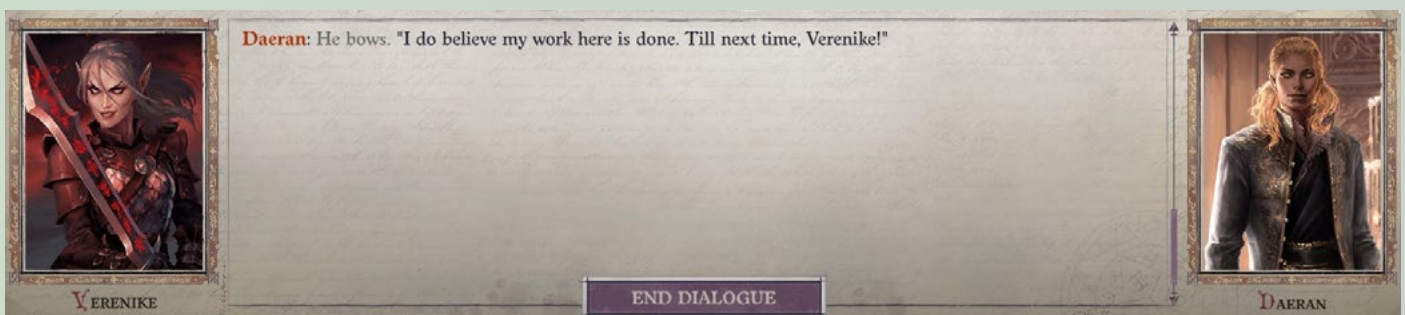 Daeran: He bows. "I do believe my work here is done. Till next time, Verenike!"
END DIALOGUE
VERENIKE
DAERAN